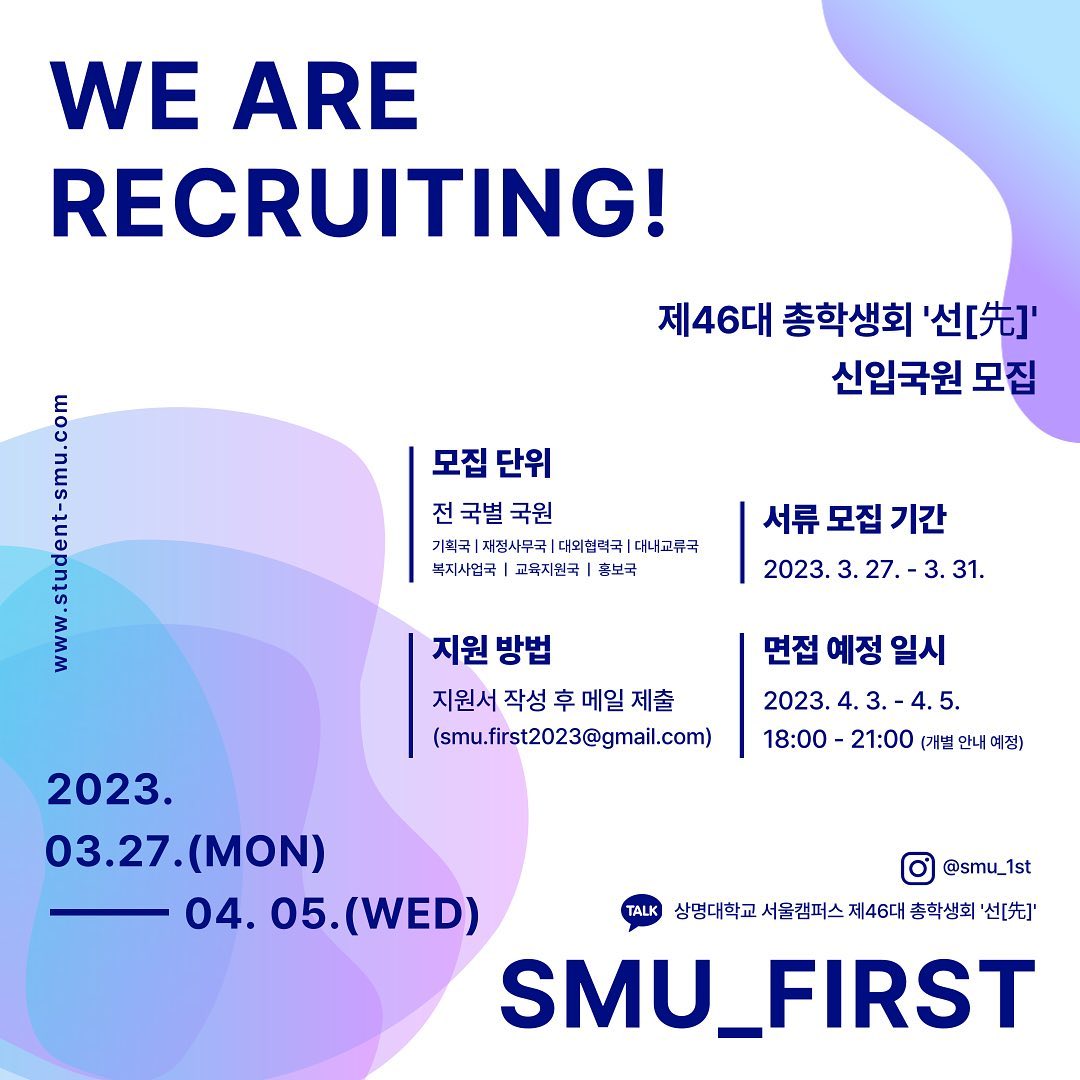 WE ARE
RECRUITING!
제46대 총학생회 '선[先]'
신입국원 모집
www.student-smu.com
모집 단위
전 국별 국원
기획국 | 재정사무국 | 대외협력국 | 대내교류국
복지사업국 | 교육지원국 | 홍보국
서류 모집 기간
2023. 3. 27. - 3. 31.
지원 방법
지원서 작성 후 메일 제출
(smu.first2023@gmail.com)
면접 예정 일시
2023. 4. 3. - 4. 5.
18:00 - 21:00 (개별 안내 예정)
2023.
03.27.(MON)
04. 05.(WED)
@smu_1st
TALK 상명대학교 서울캠퍼스 제46대 총학생회 '선[先]'
SMU_FIRST